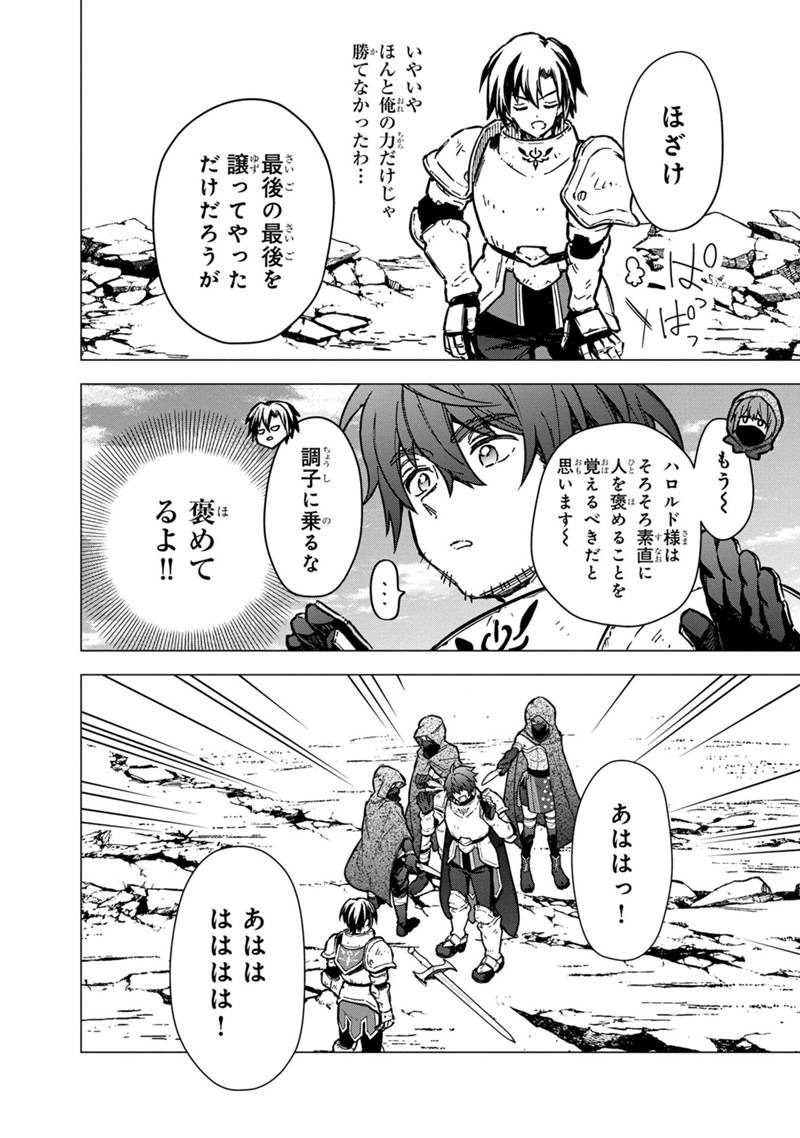 ほざけ
ぱっ
ぱっ
いやいや
ほんと俺の力だけじゃ
勝てなかったわ…
最後の最後を
譲ってやった
だけだろうが
もう〜
ハロルド様は
そろそろ素直に
人を褒めることを
覚えるべきだと
思います〜
…
調子に乗るな
褒めて
るよ!!
あははっ!
あはは
はははは!